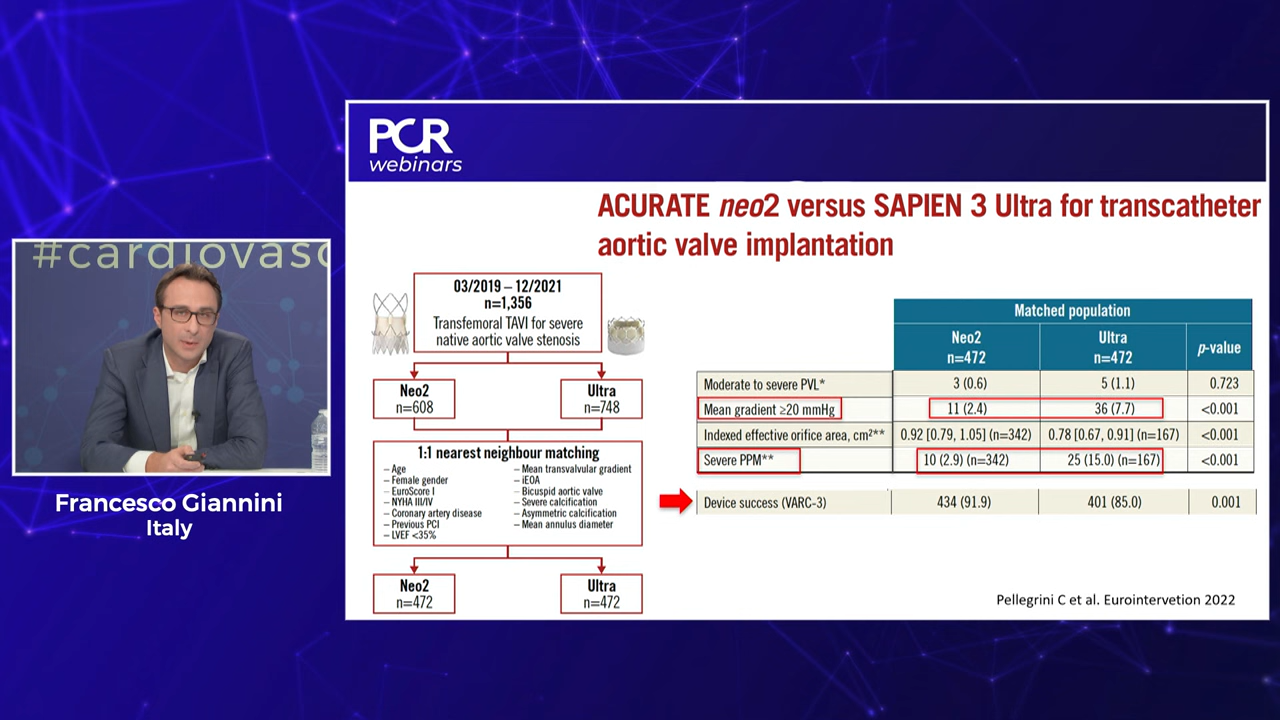 PCR
webinars
ACURATE neo2 versus SAPIEN 3 Ultra for transcatheter
aortic valve implantation
#cardiovasc
Francesco Giannini
Italy
03/2019 – 12/2021
n=1,356
Transfemoral TAVI for severe
native aortic valve stenosis
Neo2
n=608
Ultra
n=748
1:1 nearest neighbour matching
– Age
– Female gender
– EuroScore I
– NYHA III/IV
– Coronary artery disease
– Previous PCI
– LVEF <35%
– Mean transvalvular gradient
– iEOA
– Bicuspid aortic valve
– Severe calcification
– Asymmetric calcification
– Mean annulus diameter
Neo2
n=472
Ultra
n=472
Matched population
Neo2
n=472
Ultra
n=472
p-value
Moderate to severe PVL* 3 (0.6) 5 (1.1) 0.723
Mean gradient ≥20 mmHg 11 (2.4) 36 (7.7) <0.001
Indexed effective orifice area, cm²** 0.92 [0.79, 1.05] (n=342) 0.78 [0.67, 0.91] (n=167) <0.001
Severe PPM** 10 (2.9) (n=342) 25 (15.0) (n=167) <0.001
Device success (VARC-3) 434 (91.9) 401 (85.0) 0.001
Pellegrini C et al. Eurointervetion 2022